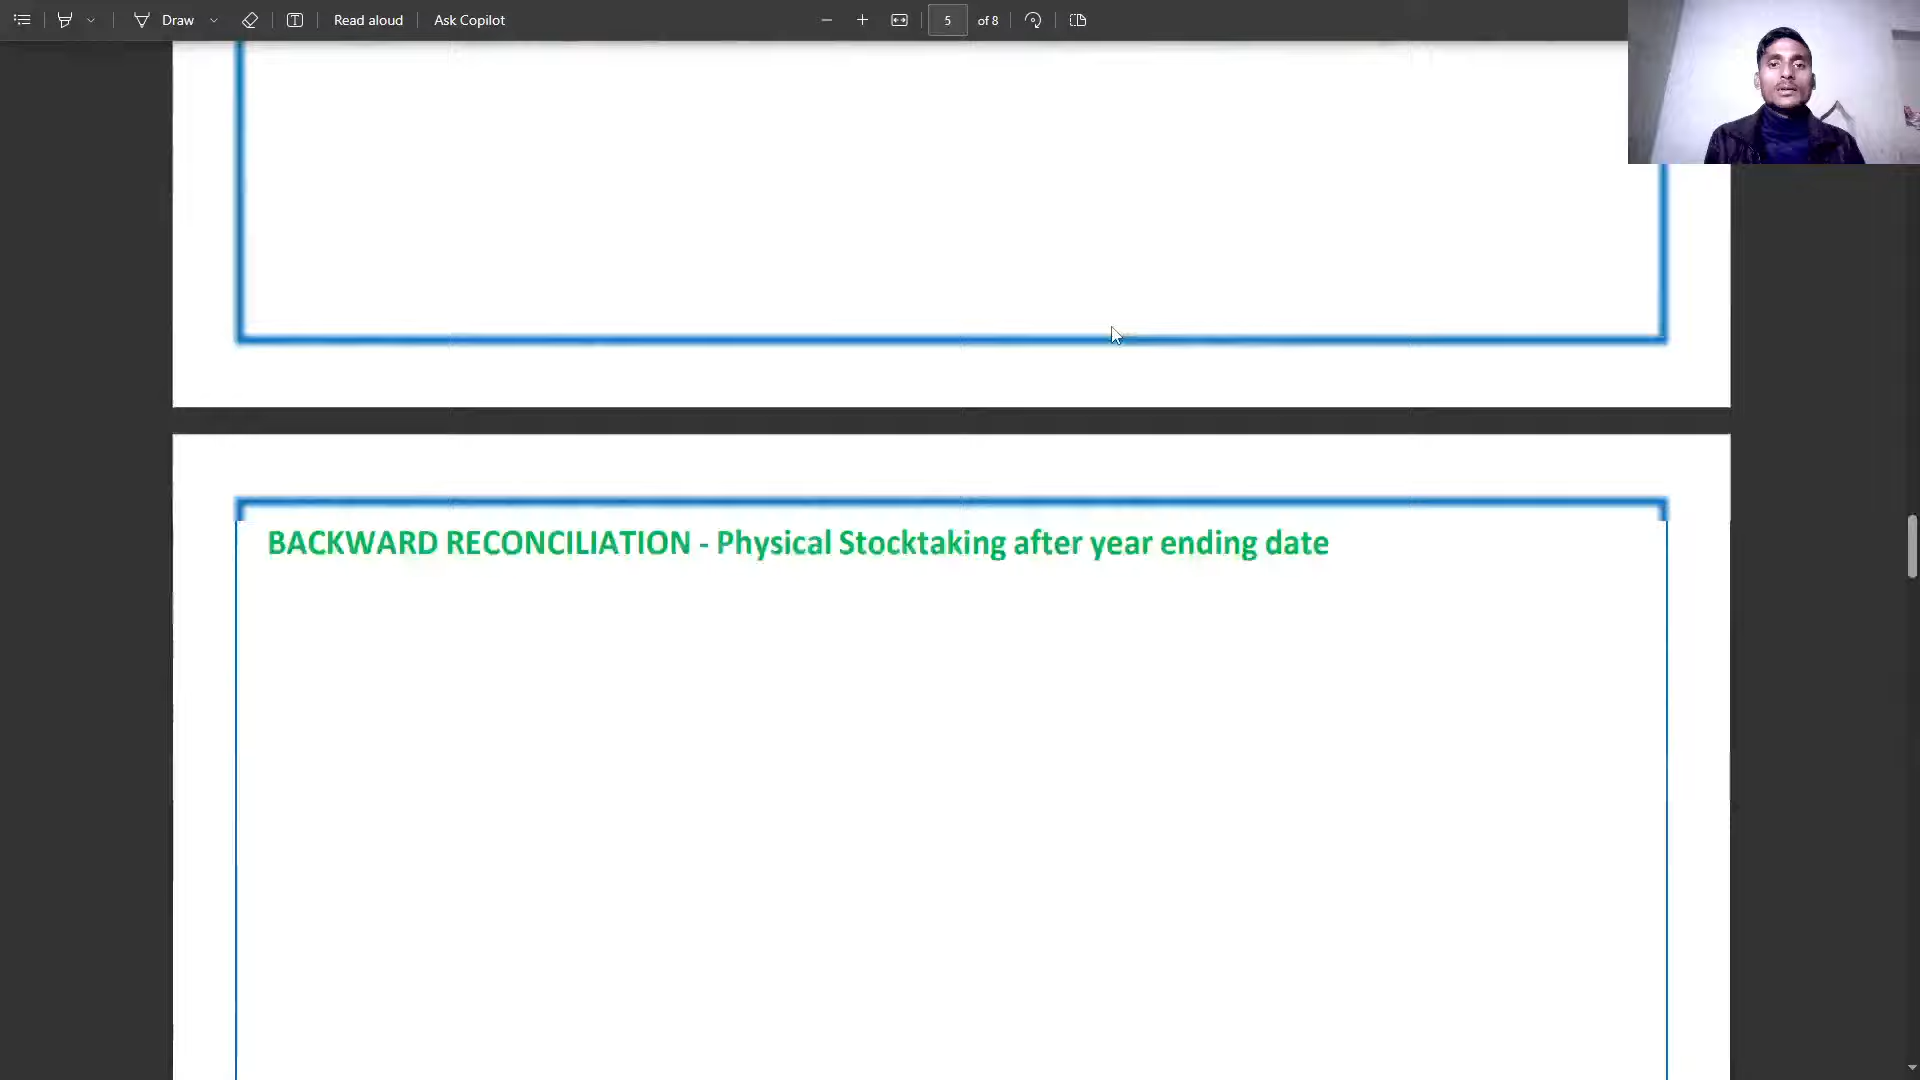 Draw
Read aloud
Ask Copilot
5
of 8
BACKWARD RECONCILIATION - Physical Stocktaking after year ending date